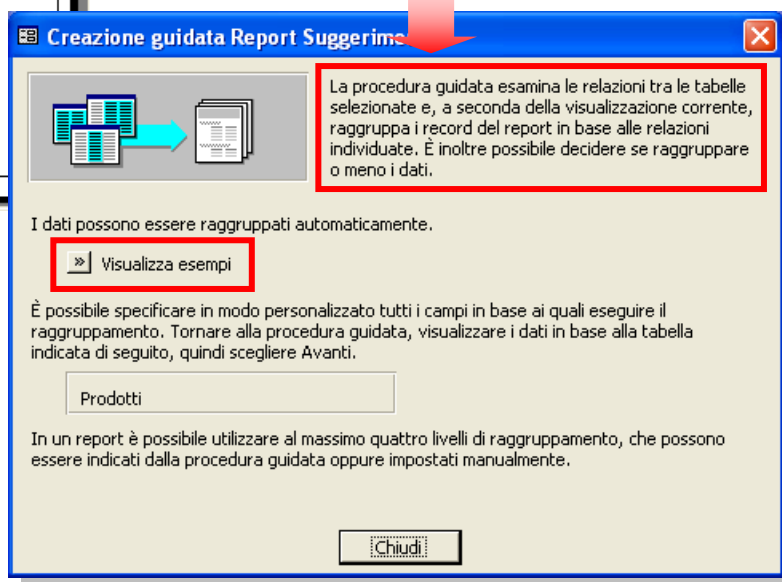 Creazione guidata Report Suggerime
La procedura guidata esamina le relazioni tra le tabelle
selezionate e, a seconda della visualizzazione corrente,
raggruppa i record del report in base alle relazioni
individuate. È inoltre possibile decidere se raggruppare
o meno i dati.
I dati possono essere raggruppati automaticamente.
» Visualizza esempi
È possibile specificare in modo personalizzato tutti i campi in base ai quali eseguire il
raggruppamento. Tornare alla procedura guidata, visualizzare i dati in base alla tabella
indicata di seguito, quindi scegliere Avanti.
Prodotti
In un report è possibile utilizzare al massimo quattro livelli di raggruppamento, che possono
essere indicati dalla procedura guidata oppure impostati manualmente.
Chiudi